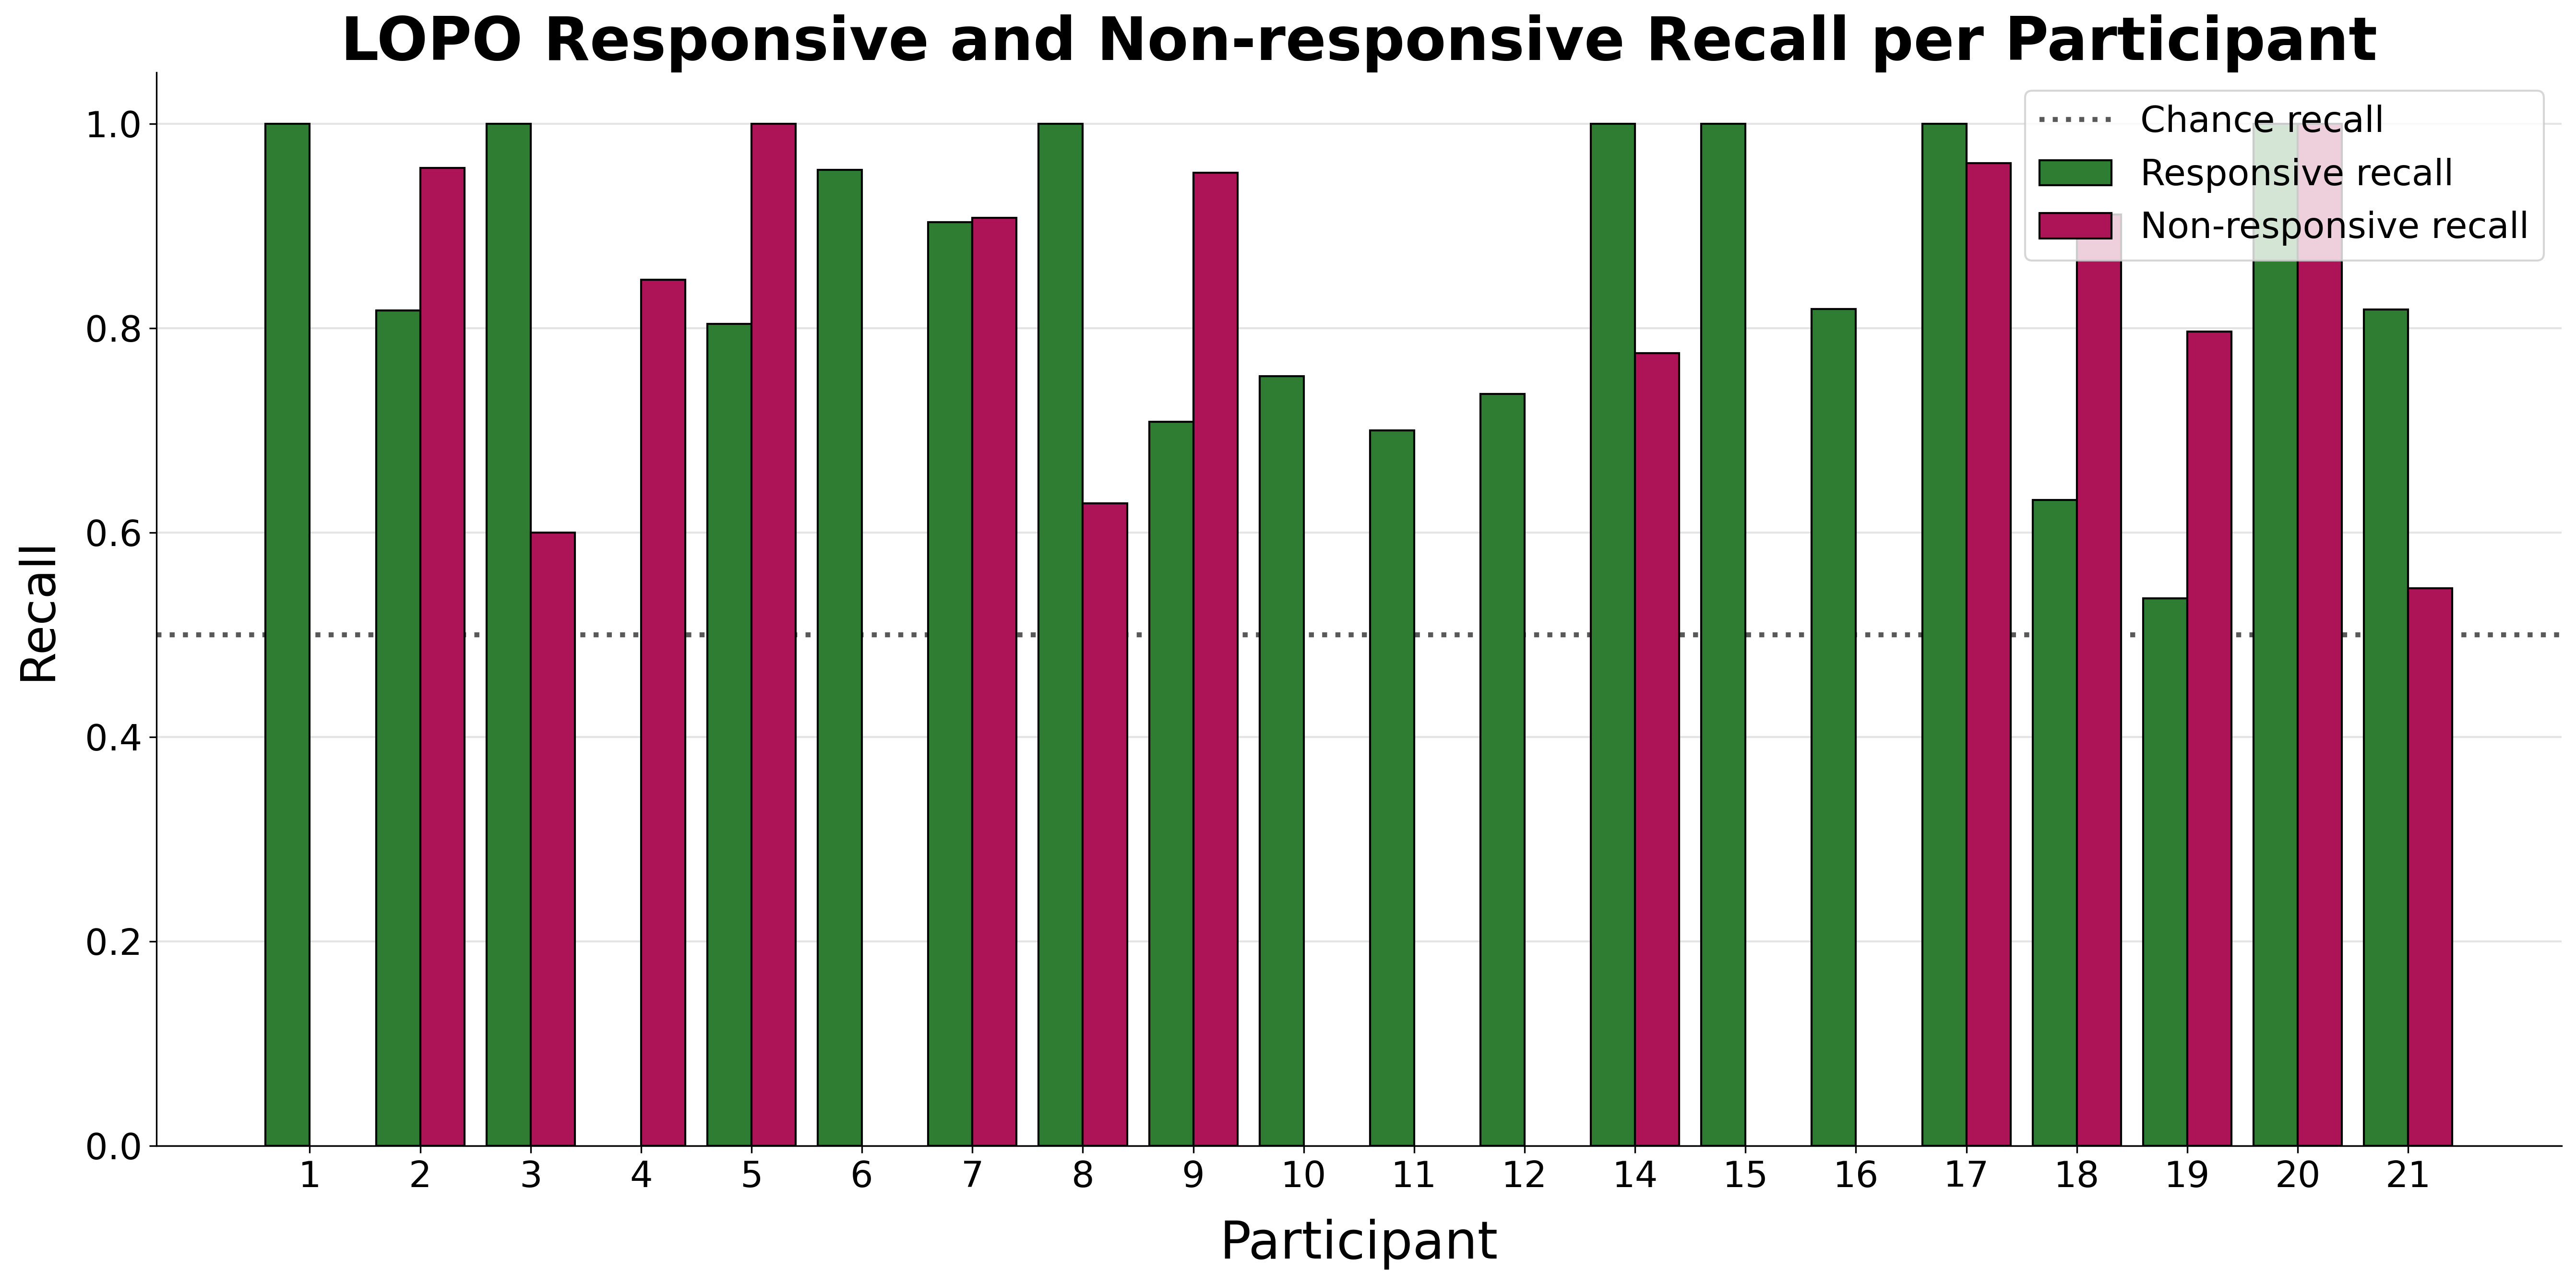 LOPO Responsive and Non-responsive Recall per Participant
Chance recall
Responsive recall
Non-responsive recall
Recall
1.0
0.8
0.6
0.4
0.2
0.0
1 2 3 4 5 6 7 8 9 10 11 12 14 15 16 17 18 19 20 21
Participant